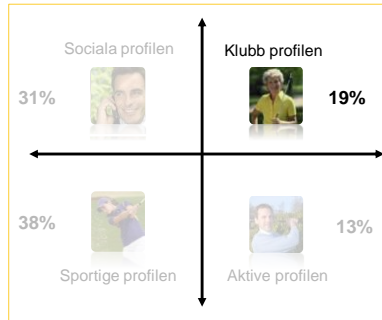 Sociala profilen
Klubb profilen
31%
19%
38%
13%
Sportige profilen
Aktive profilen